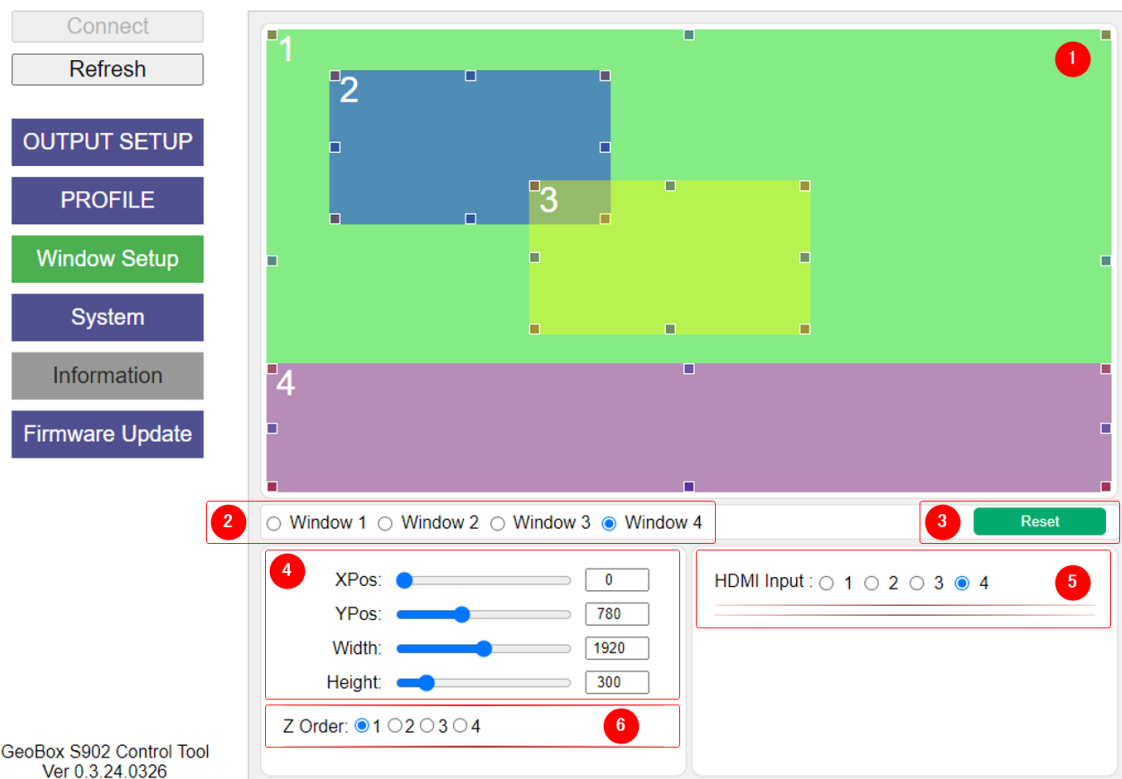 Connect
Refresh
OUTPUT SETUP
PROFILE
Window Setup
System
Information
Firmware Update
GeoBox S902 Control Tool
Ver 0.3.24.0326
1
1
2
3
4
2 Window 1 Window 2 Window 3 Window 4
3 Reset
4
XPos: 0
YPos: 780
Width: 1920
Height: 300
HDMI Input : 1 2 3 4 5
Z Order: 1 2 3 4 6